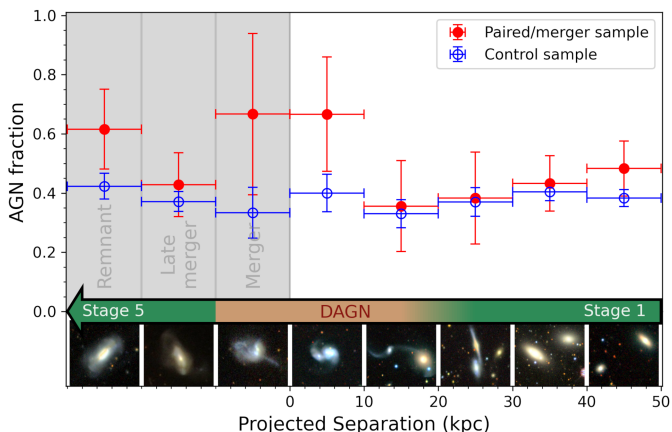 1.0
0.8
0.6
0.4
0.2
0.0
AGN fraction
Paired/merger sample
Control sample
Remnant
Late
merger
Merger
Stage 5
DAGN
Stage 1
0 10 20 30 40 50
Projected Separation (kpc)